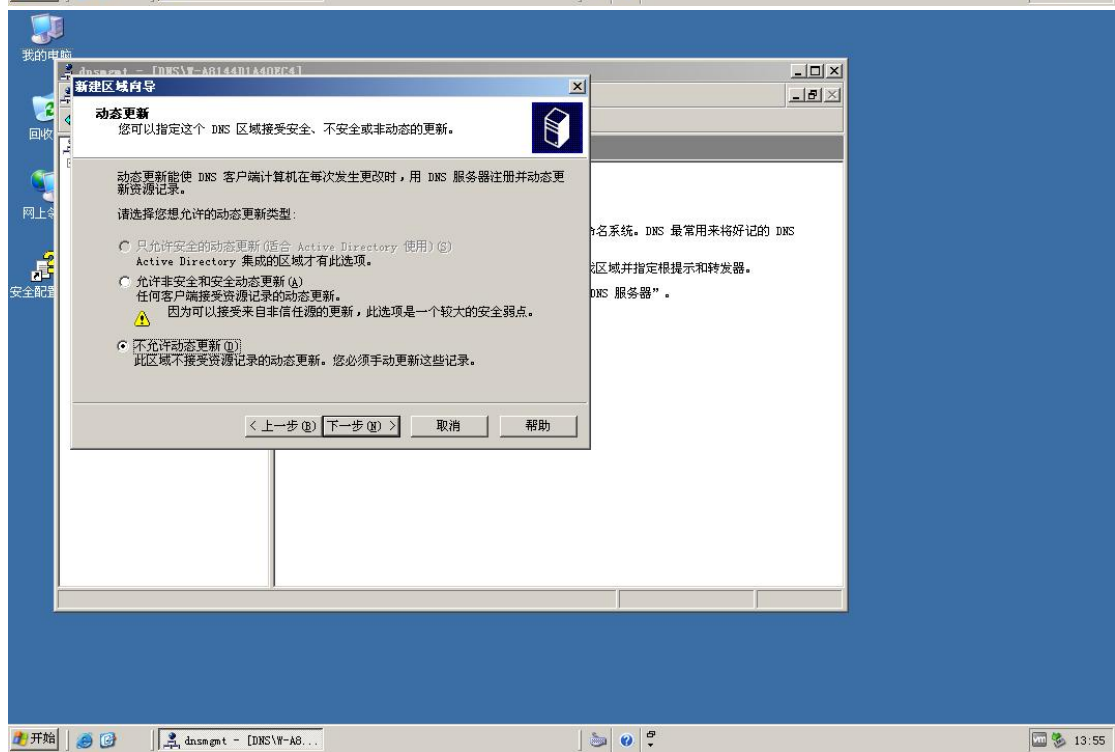 我的电脑
dnsmgmt - [DNS\W-A8144D1A40EC4]
新建区域向导
动态更新
您可以指定这个 DNS 区域接受安全、不安全或非动态的更新。
回收
动态更新能使 DNS 客户端计算机在每次发生更改时，用 DNS 服务器注册并动态更
新资源记录。
请选择您想允许的动态更新类型:
网上
命名系统。DNS 最常用来将好记的 DNS
只允许安全的动态更新(适合 Active Directory 使用)(S)
Active Directory 集成的区域才有此选项。
区域并指定根提示和转发器。
允许非安全和安全动态更新(A)
任何客户端接受资源记录的动态更新。
安全配置
DNS 服务器”。
因为可以接受来自非信任源的更新，此选项是一个较大的安全弱点。
不允许动态更新(D)
此区域不接受资源记录的动态更新。您必须手动更新这些记录。
< 上一步(B)
下一步(N) >
取消
帮助
开始
dnsmgmt - [DNS\W-A8...
13:55